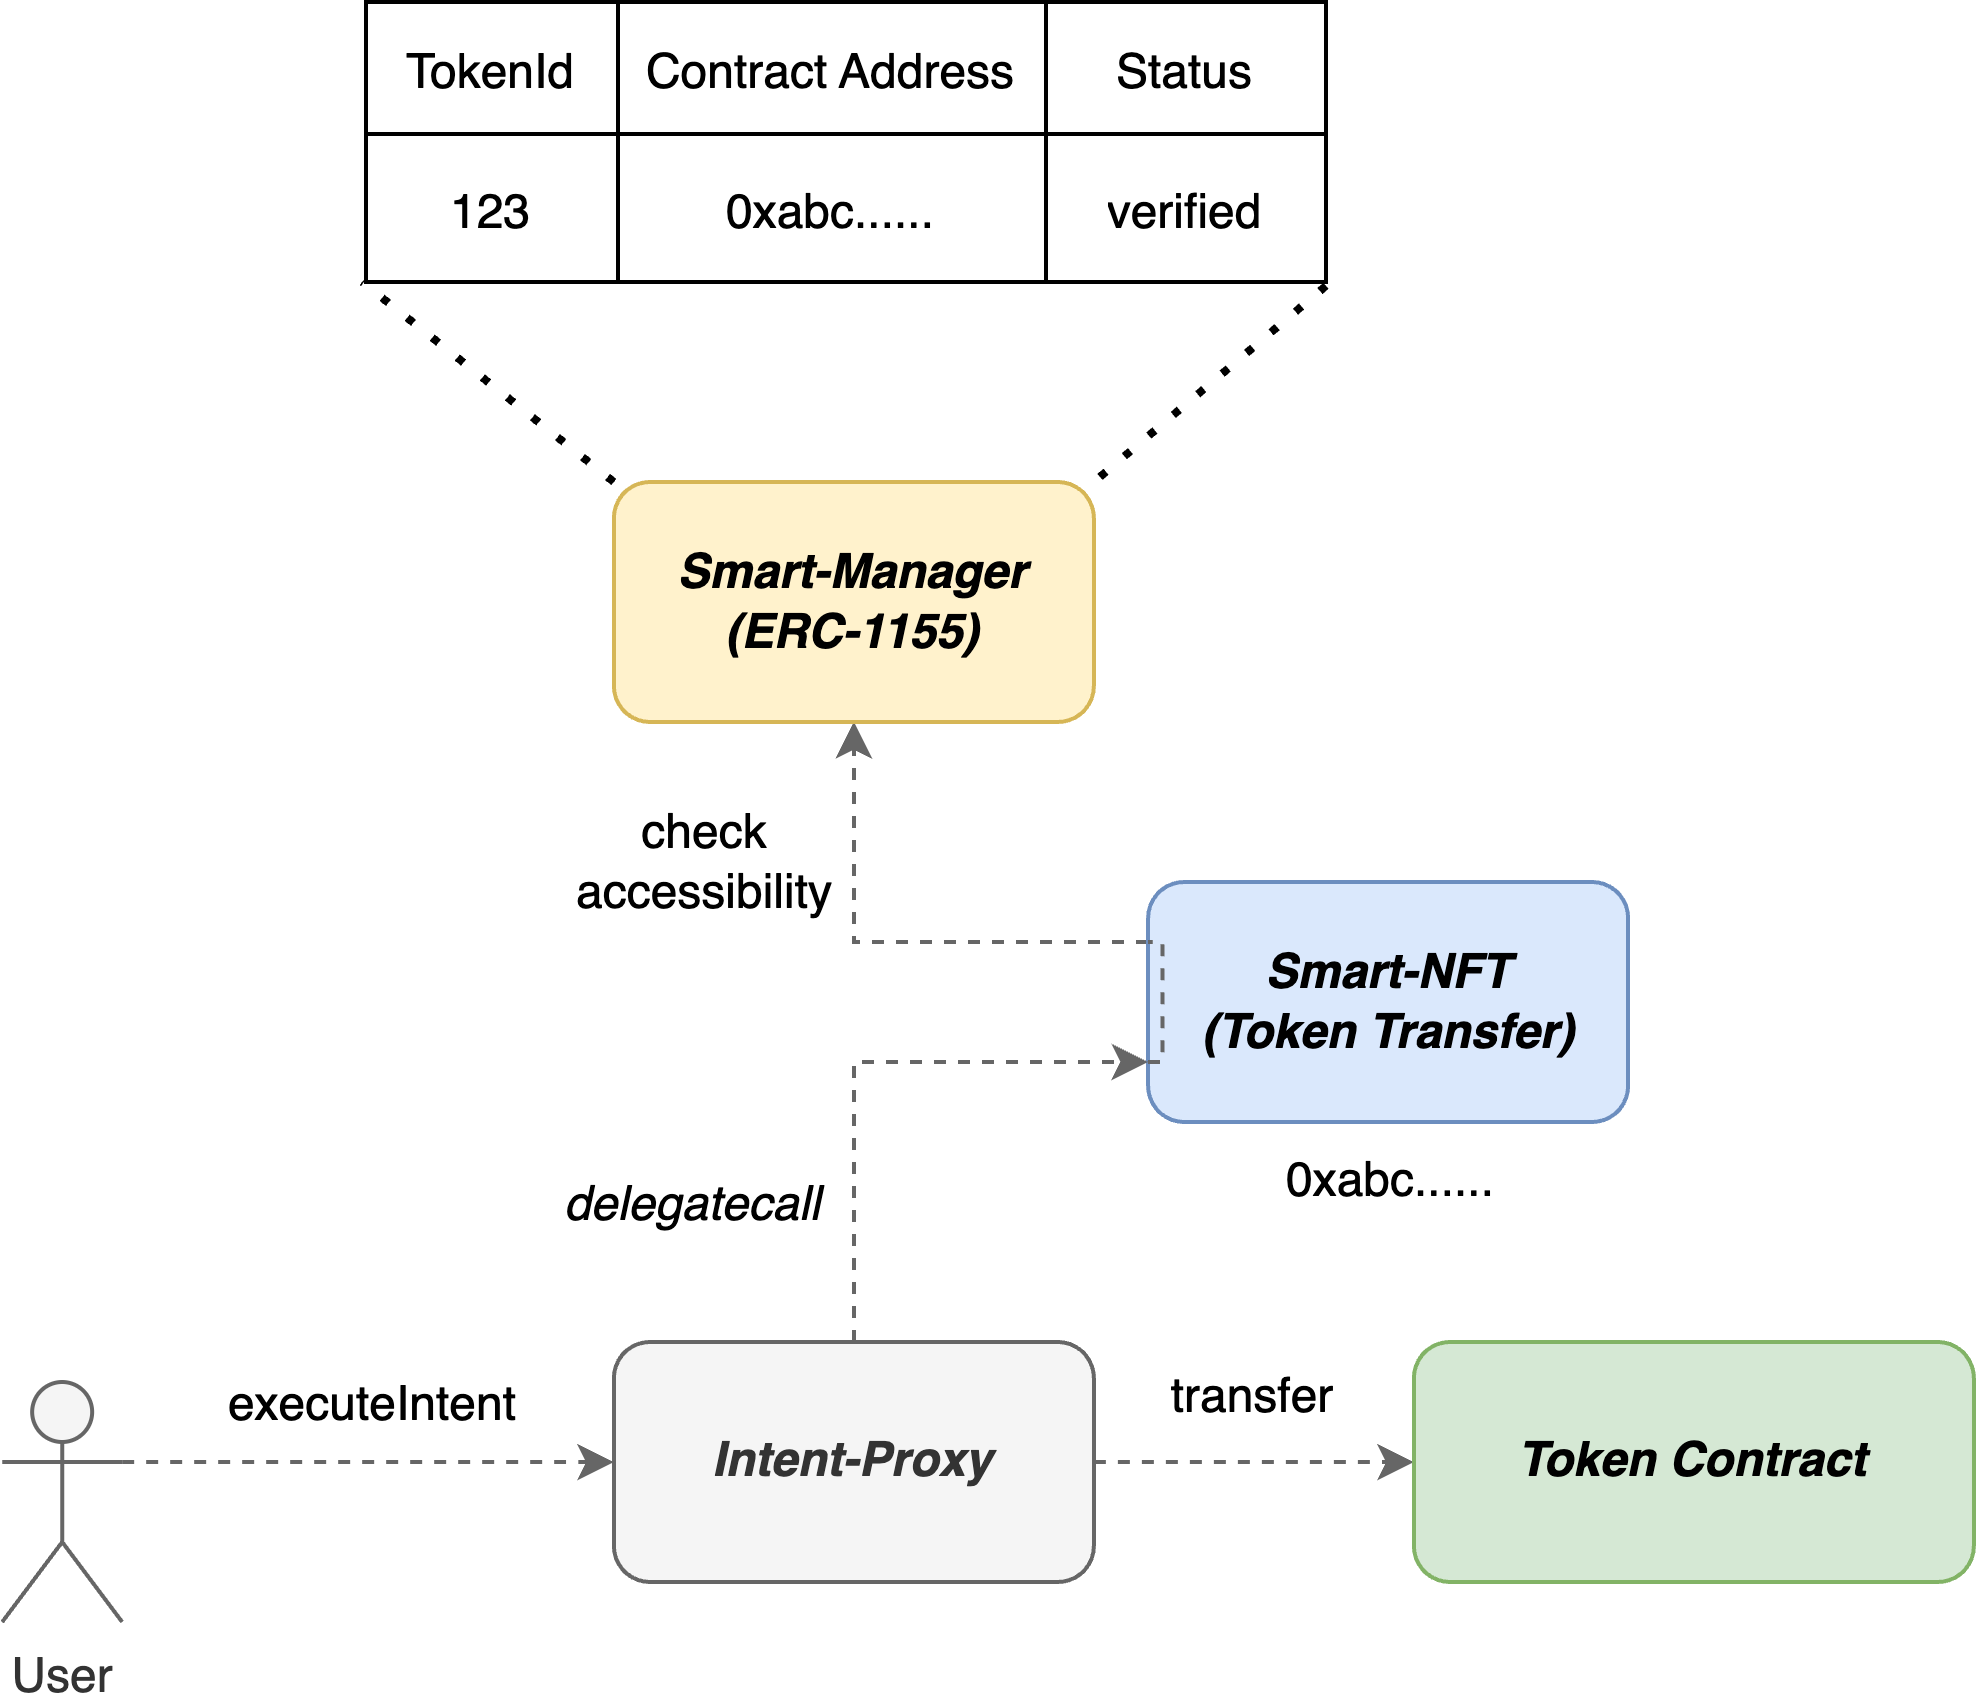 TokenId Contract Address Status
123 0xabc...... verified
Smart-Manager
(ERC-1155)
check
accessibility
Smart-NFT
(Token Transfer)
0xabc......
delegatecall
executeIntent
Intent-Proxy
transfer
Token Contract
User